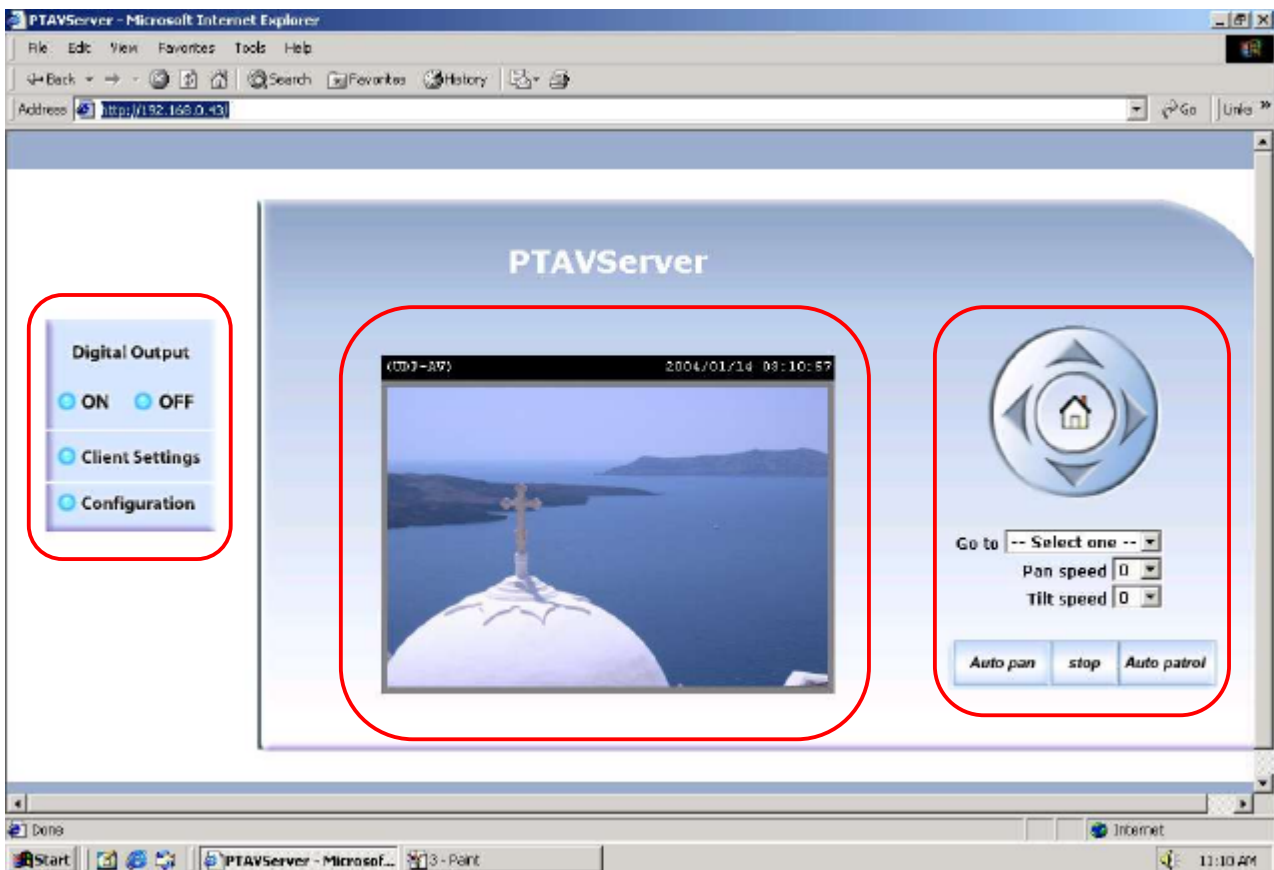 PTAVServer - Microsoft Internet Explorer
File Edit View Favorites Tools Help
Back Search Favorites History
Address http://192.168.0.43/ Go Links »
PTAVServer
Digital Output
ON OFF
Client Settings
Configuration
2004/01/14
Go to -- Select one --
Pan speed 0
Tilt speed 0
Auto pan stop Auto patrol
Done Internet
Start PTAVServer - Microsof... 3 - Paint 11:10 AM